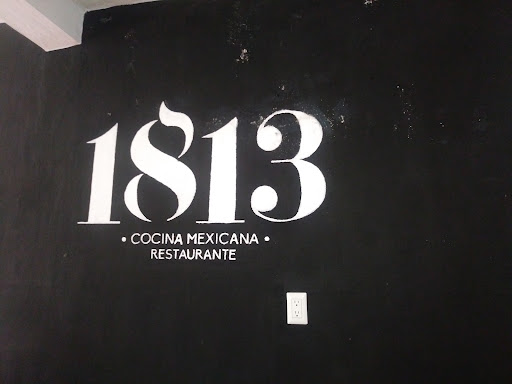 1813
• COCINA MEXICANA •
RESTAURANTE